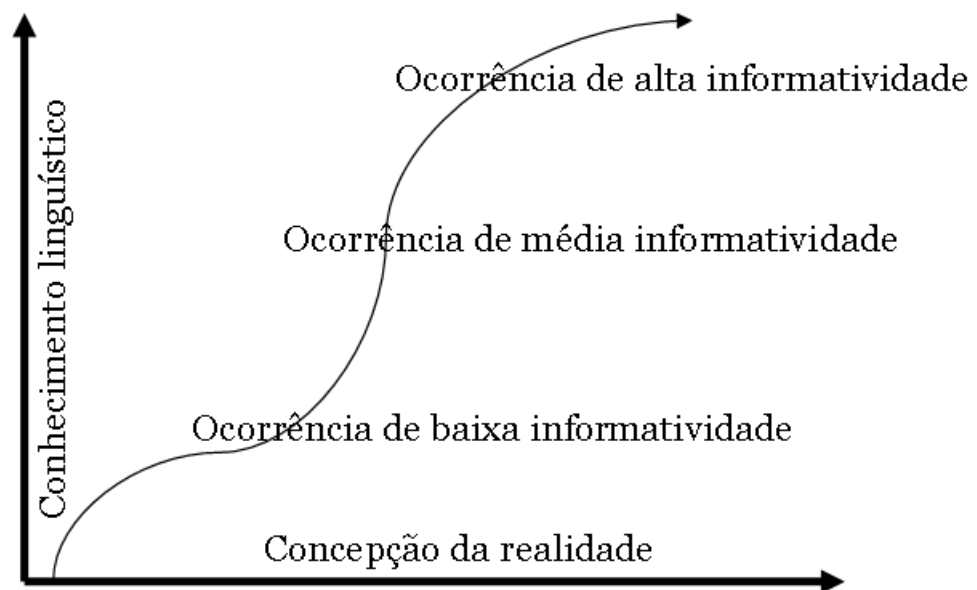 Ocorrência de alta informatividade
Conhecimento linguístico
Ocorrência de média informatividade
Ocorrência de baixa informatividade
Concepção da realidade